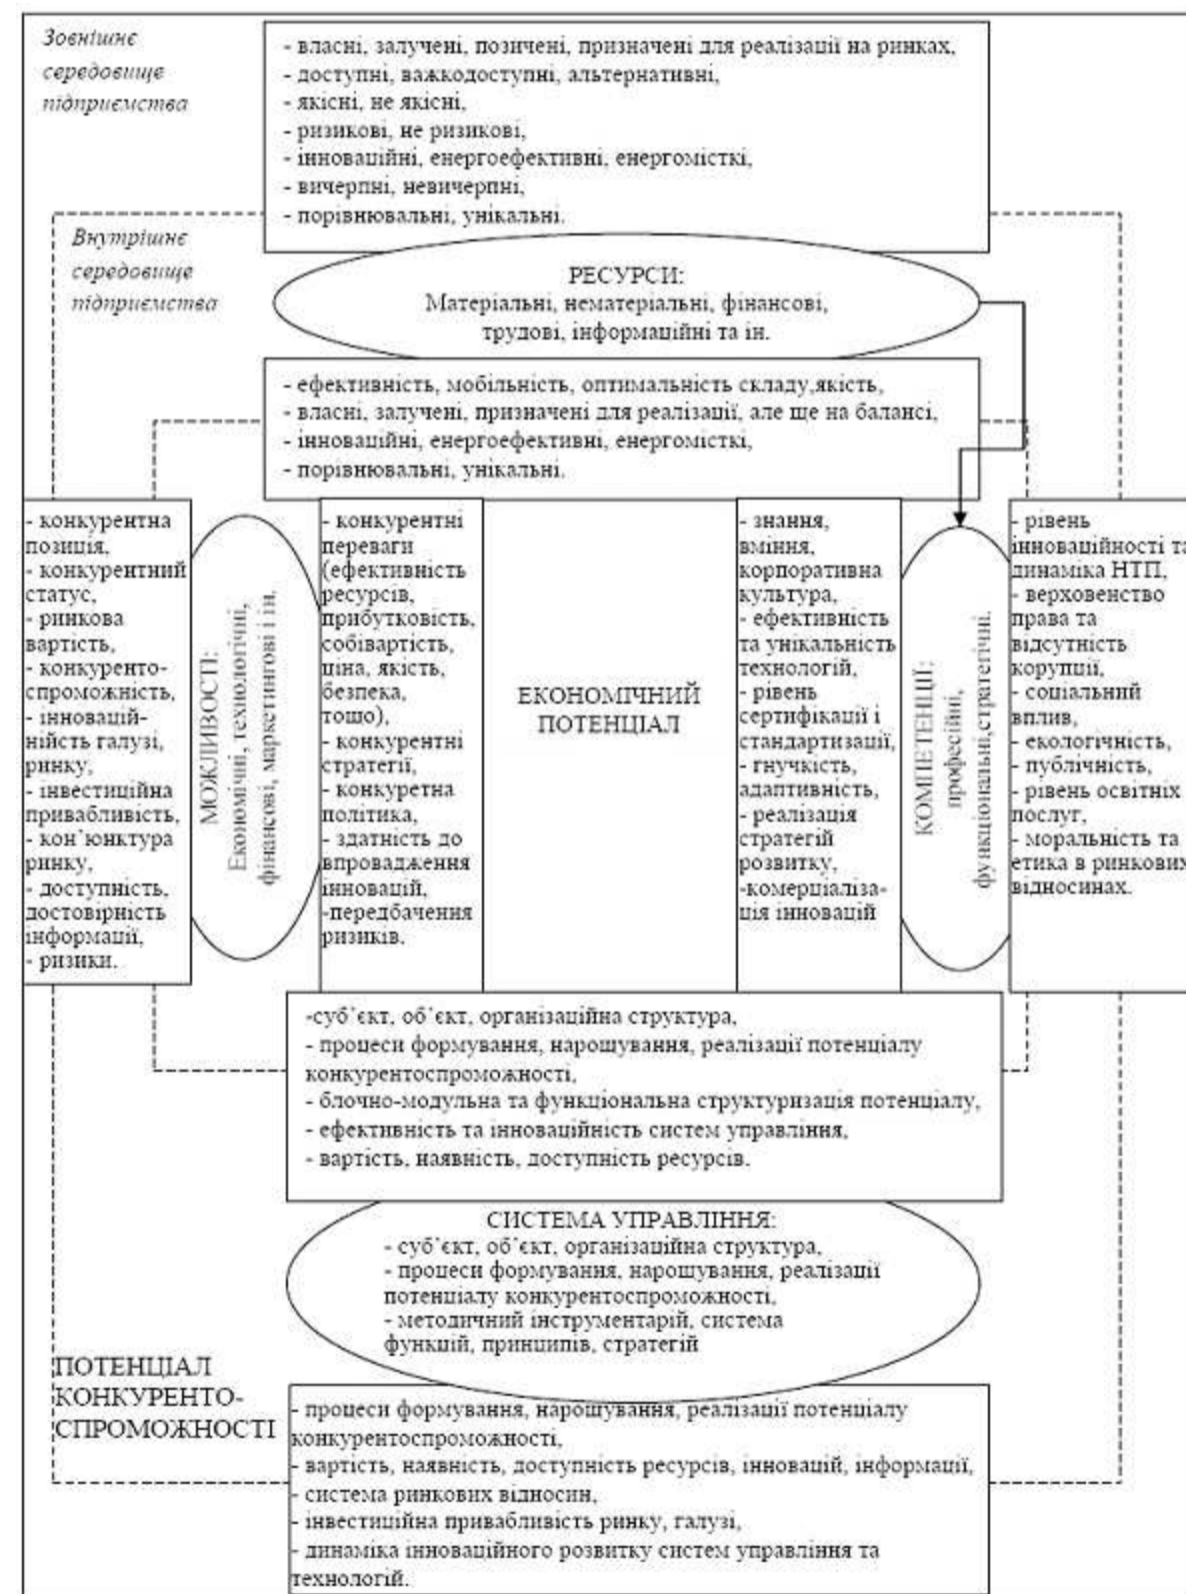 Зовнішнє
середовище
підприємства
- власні, залучені, позичені, призначені для реалізації на ринках,
- доступні, важкодоступні, альтернативні,
- якісні, не якісні,
- ризикові, не ризикові,
- інноваційні, енергоефективні, енергомісткі,
- вичерпні, невичерпні,
- порівнювальні, унікальні.
Внутрішнє
середовище
підприємства
РЕСУРСИ:
Матеріальні, нематеріальні, фінансові,
трудові, інформаційні та ін.
- ефективність, мобільність, оптимальність складу,якість,
- власні, залучені, призначені для реалізації, але ще на балансі,
- інноваційні, енергоефективні, енергомісткі,
- порівнювальні, унікальні.
- конкурентна
позиція,
- конкурентний
статус,
- ринкова
вартість,
- конкуренто-
спроможність,
- інновацій-
ність галузі,
ринку,
- інвестиційна
привабливість,
- кон’юнктура
ринку,
- доступність,
достовірність
інформації,
- ризики.
МОЖЛИВОСТІ:
Економічні, технологічні,
фінансові, маркетингові і ін.
- конкурентні
переваги
(ефективність
ресурсів,
прибутковість,
собівартість,
ціна, якість,
безпека,
тощо),
- конкурентні
стратегії,
- конкуретна
політика,
- здатність до
впровадження
інновацій,
-передбачення
ризиків.
ЕКОНОМІЧНИЙ
ПОТЕНЦІАЛ
- знання,
вміння,
корпоративна
культура,
- ефективність
та унікальність
технологій,
- рівень
сертифікації і
стандартизації,
- гнучкість,
адаптивність,
- реалізація
стратегій
розвитку,
-комерціаліза-
ція інновацій
КОМПЕТЕНЦІЇ:
професійні,
функціональні,стратегічні.
- рівень
інноваційності та
динаміка НТП,
- верховенство
права та
відсутність
корупції,
- соціальний
вплив,
- екологічність,
- публічність,
- рівень освітніх
послуг,
- моральність та
етика в ринкових
відносинах.
-суб’єкт, об’єкт, організаційна структура,
- процеси формування, нарощування, реалізації потенціалу
конкурентоспроможності,
- блочно-модульна та функціональна структуризація потенціалу,
- ефективність та інноваційність систем управління,
- вартість, наявність, доступність ресурсів.
СИСТЕМА УПРАВЛІННЯ:
- суб’єкт, об’єкт, організаційна структура,
- процеси формування, нарощування, реалізації
потенціалу конкурентоспроможності,
- методичний інструментарій, система
функцій, принципів, стратегій
ПОТЕНЦІАЛ
КОНКУРЕНТО-
СПРОМОЖНОСТІ
- процеси формування, нарощування, реалізації потенціалу
конкурентоспроможності,
- вартість, наявність, доступність ресурсів, інновацій, інформації,
- система ринкових відносин,
- інвестиційна привабливість ринку, галузі,
- динаміка інноваційного розвитку систем управління та
технологій.